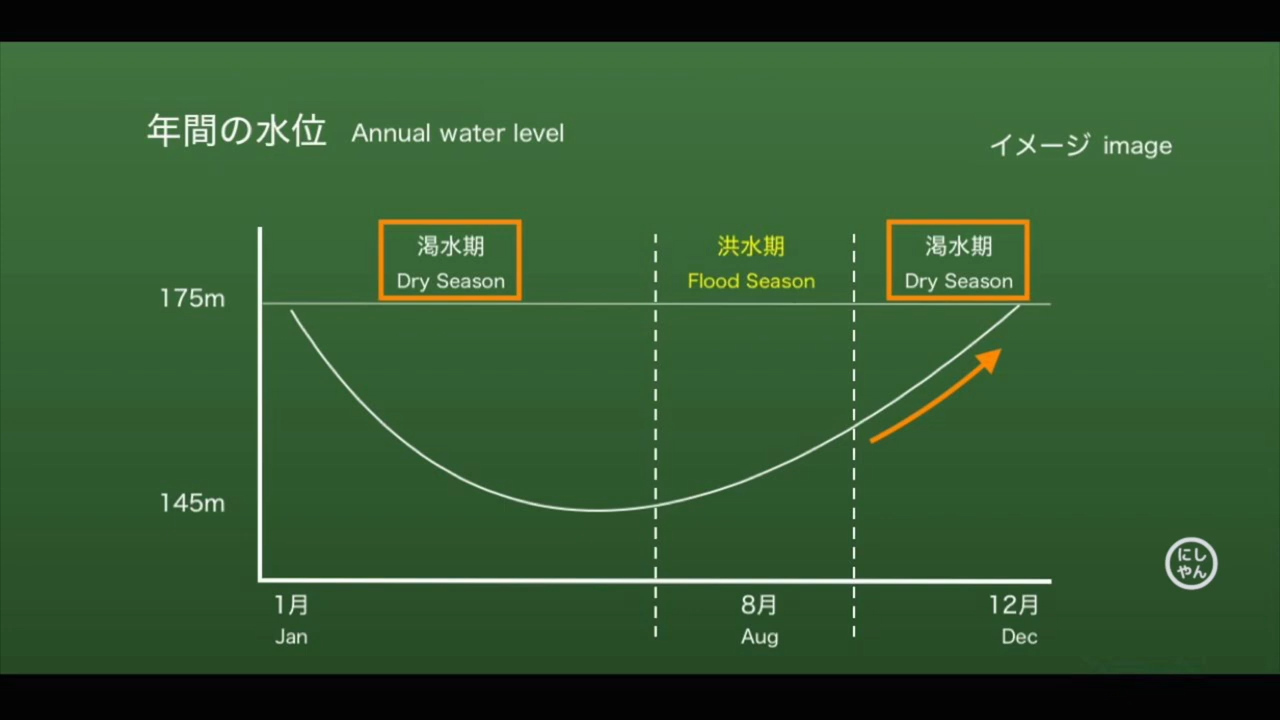 年間の水位 Annual water level
イメージ image
渇水期
Dry Season
洪水期
Flood Season
渇水期
Dry Season
175m
145m
1月
Jan
8月
Aug
12月
Dec
にし
やん